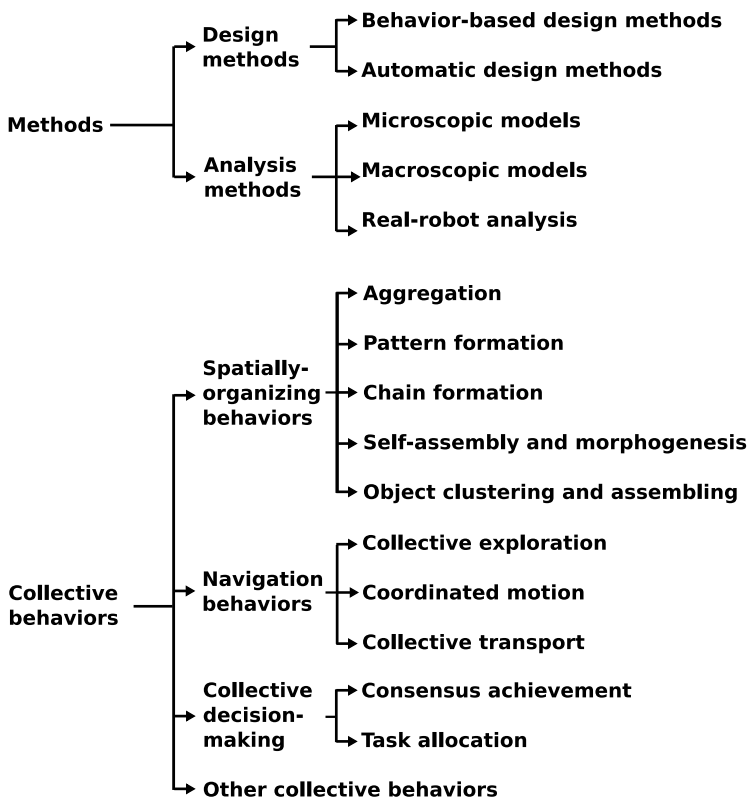 Methods
Design
methods
Behavior-based design methods
Automatic design methods
Analysis
methods
Microscopic models
Macroscopic models
Real-robot analysis
Collective
behaviors
Spatially-
organizing
behaviors
Aggregation
Pattern formation
Chain formation
Self-assembly and morphogenesis
Object clustering and assembling
Navigation
behaviors
Collective exploration
Coordinated motion
Collective transport
Collective
decision-
making
Consensus achievement
Task allocation
Other collective behaviors